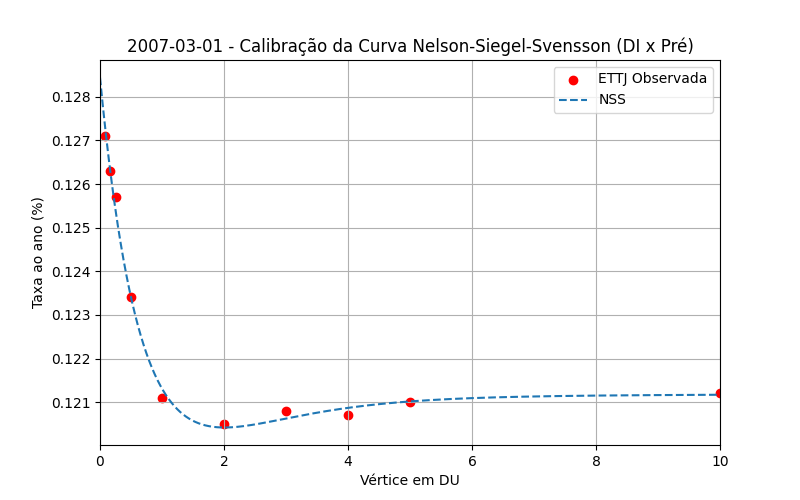 2007-03-01 - Calibração da Curva Nelson-Siegel-Svensson (DI x Pré)
ETTJ Observada
NSS
0.128
0.127
0.126
0.125
0.124
0.123
0.122
0.121
Taxa ao ano (%)
0 2 4 6 8 10
Vértice em DU